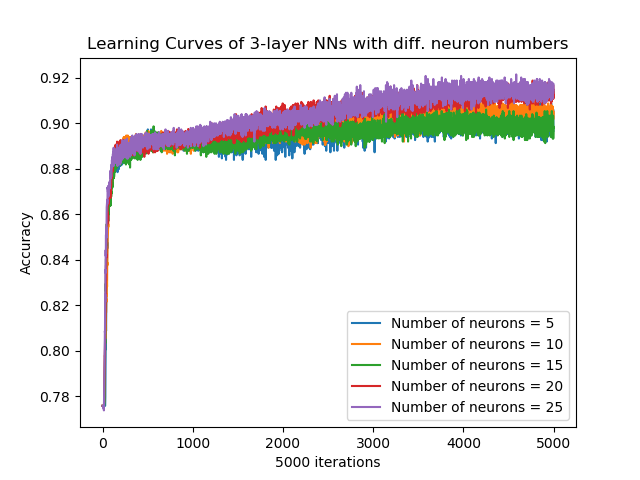 Learning Curves of 3-layer NNs with diff. neuron numbers
0.92
0.90
0.88
0.86
0.84
0.82
0.80
0.78
Accuracy
Number of neurons = 5
Number of neurons = 10
Number of neurons = 15
Number of neurons = 20
Number of neurons = 25
0 1000 2000 3000 4000 5000
5000 iterations